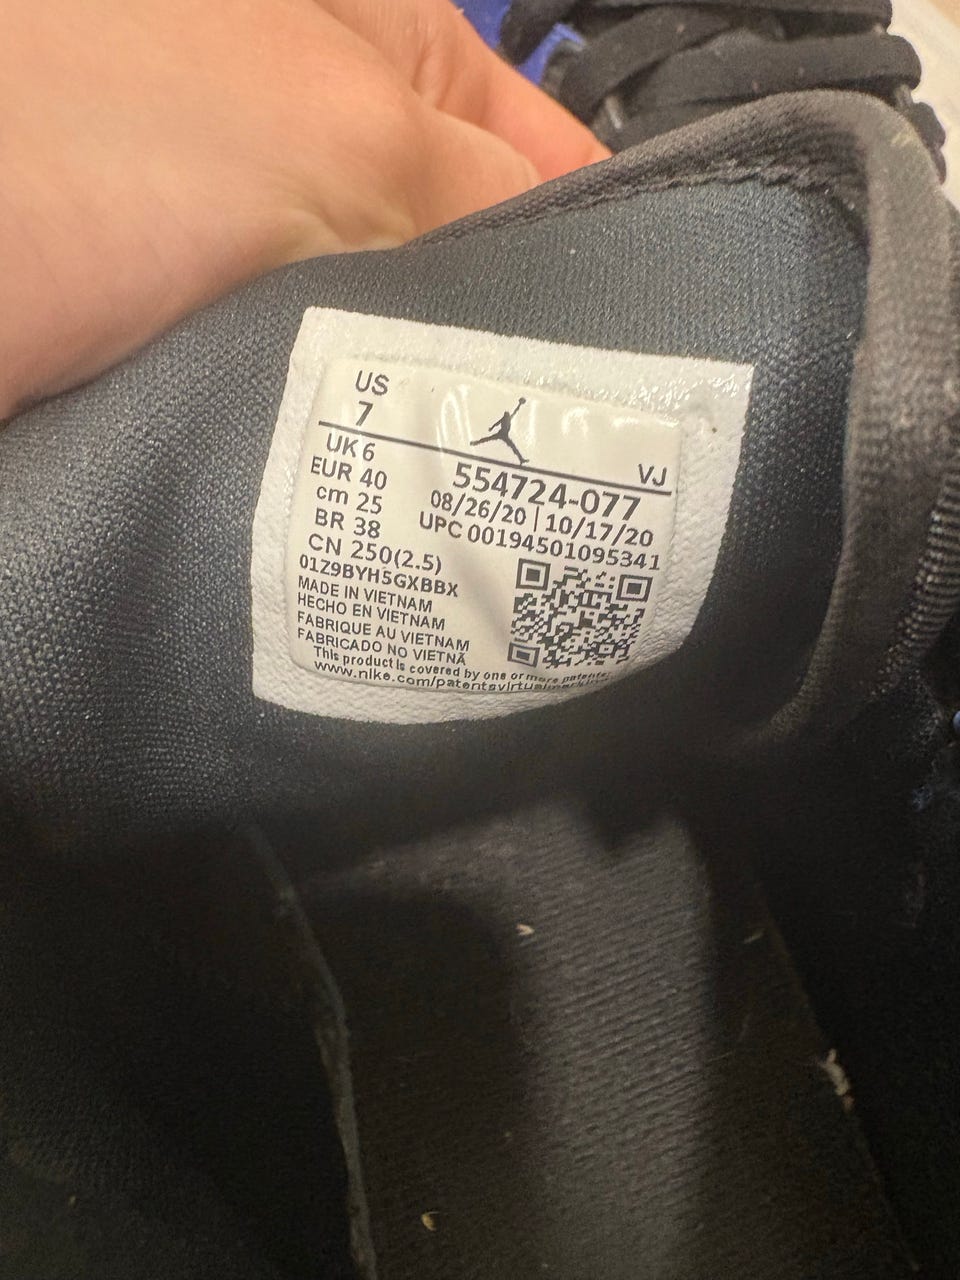 US
7
VJ
UK 6
EUR 40
cm 25
BR 38
CN 250(2.5)
554724-077
08/26/20 | 10/17/20
UPC 00194501095341
01Z9BYH5GXBBX
MADE IN VIETNAM
HECHO EN VIETNAM
FABRIQUE AU VIETNAM
FABRICADO NO VIETNÃ
This product is covered by one or more patents.
www.nike.com/patentsvirtualmarking